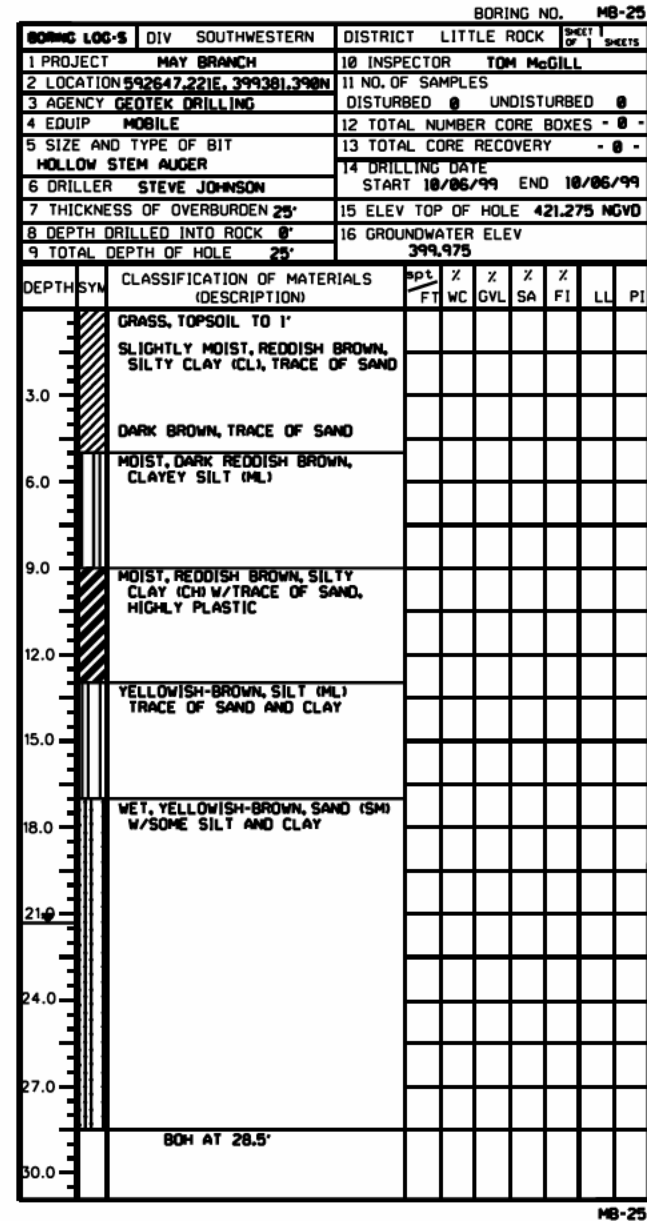 BORING NO. MB-25
BORING LOG-S DIV SOUTHWESTERN DISTRICT LITTLE ROCK SHEET 1 OF 1 SHEETS
1 PROJECT MAY BRANCH
10 INSPECTOR TOM McGILL
2 LOCATION 592647.221E, 399381.390N
11 NO. OF SAMPLES
DISTURBED 0 UNDISTURBED 0
3 AGENCY GEOTEK DRILLING
4 EQUIP MOBILE
12 TOTAL NUMBER CORE BOXES - 0 -
5 SIZE AND TYPE OF BIT
HOLLOW STEM AUGER
13 TOTAL CORE RECOVERY - 0 -
14 DRILLING DATE
START 10/06/99 END 10/06/99
6 DRILLER STEVE JOHNSON
7 THICKNESS OF OVERBURDEN 25'
15 ELEV TOP OF HOLE 421.275 NGVD
8 DEPTH DRILLED INTO ROCK 0'
16 GROUNDWATER ELEV
399.975
9 TOTAL DEPTH OF HOLE 25'
DEPTH SYM CLASSIFICATION OF MATERIALS (DESCRIPTION) spt/FT % WC % GVL % SA % FI LL PI
GRASS, TOPSOIL TO 1'
SLIGHTLY MOIST, REDDISH BROWN,
SILTY CLAY (CL), TRACE OF SAND
3.0
DARK BROWN, TRACE OF SAND
MOIST, DARK REDDISH BROWN,
CLAYEY SILT (ML)
6.0
9.0
MOIST, REDDISH BROWN, SILTY
CLAY (CH) W/TRACE OF SAND,
HIGHLY PLASTIC
12.0
YELLOWISH-BROWN, SILT (ML)
TRACE OF SAND AND CLAY
15.0
WET, YELLOWISH-BROWN, SAND (SM)
W/SOME SILT AND CLAY
18.0
21.0
24.0
27.0
BOH AT 28.5'
30.0
MB-25